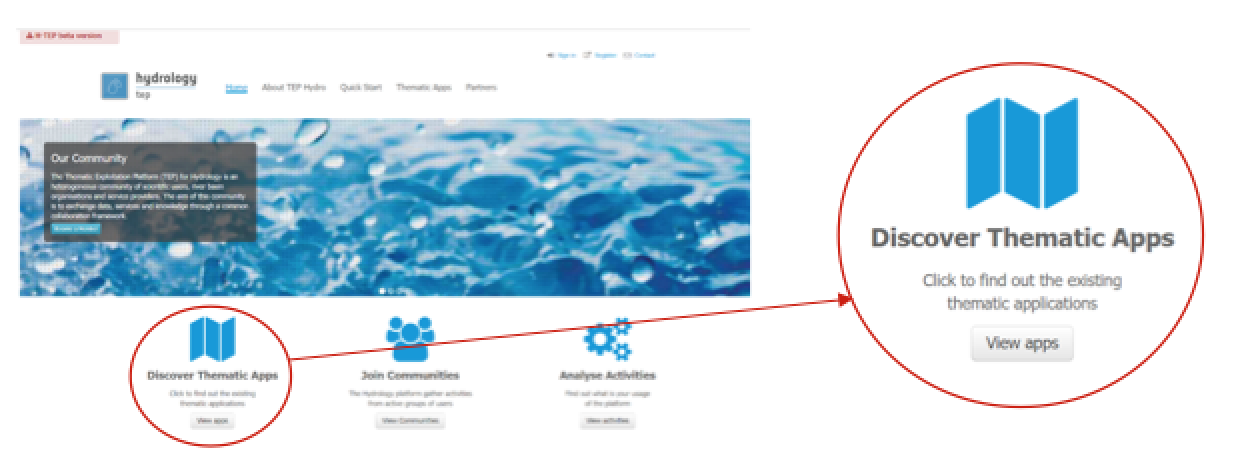 H-TEP beta version
Sign in Register Contact
hydrology
tep
Home About TEP Hydro Quick Start Thematic Apps Partners
Our Community
The Thematic Exploitation Platform (TEP) for Hydrology is an
heterogeneous community of scientific users, river basin
organisations and service providers. The aim of this community
is to exchange data, services and knowledge through a common
collaboration framework.
Discover Thematic Apps
Click to find out the existing
thematic applications
View apps
Join Communities
The Hydrology platform gather activities
from active groups of users
View Communities
Analyse Activities
Find out what is your usage
of the platform
View activities
Discover Thematic Apps
Click to find out the existing
thematic applications
View apps